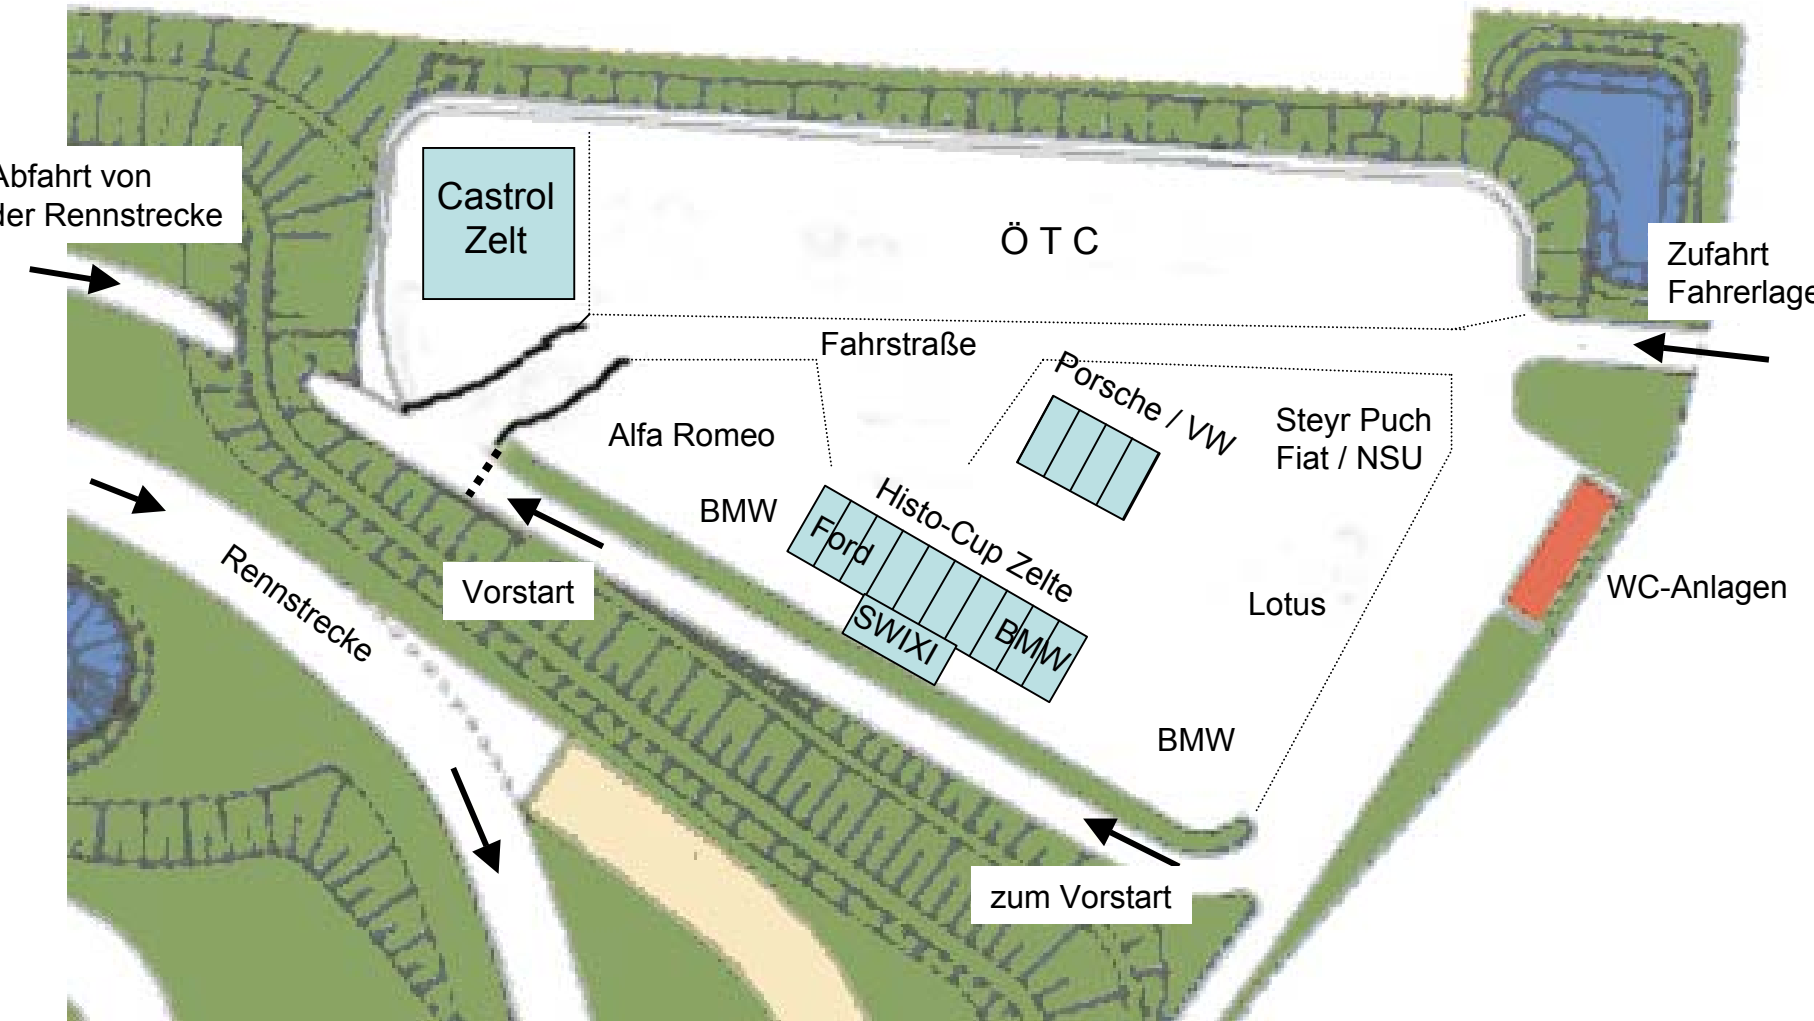 Abfahrt von
der Rennstrecke
Castrol
Zelt
Ö T C
Zufahrt
Fahrerlage
Fahrstraße
Porsche / VW
Steyr Puch
Fiat / NSU
Alfa Romeo
BMW
Histo-Cup Zelte
Ford
SWIXI
BMW
Lotus
WC-Anlagen
Vorstart
Rennstrecke
BMW
zum Vorstart